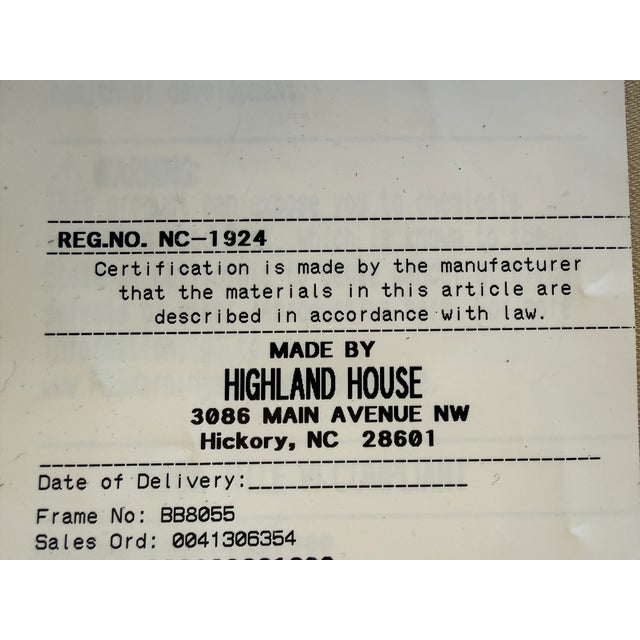 REG.NO. NC-1924
Certification is made by the manufacturer
that the materials in this article are
described in accordance with law.
MADE BY
HIGHLAND HOUSE
3086 MAIN AVENUE NW
Hickory, NC 28601
Date of Delivery:___________________
Frame No: BB8055
Sales Ord: 0041306354